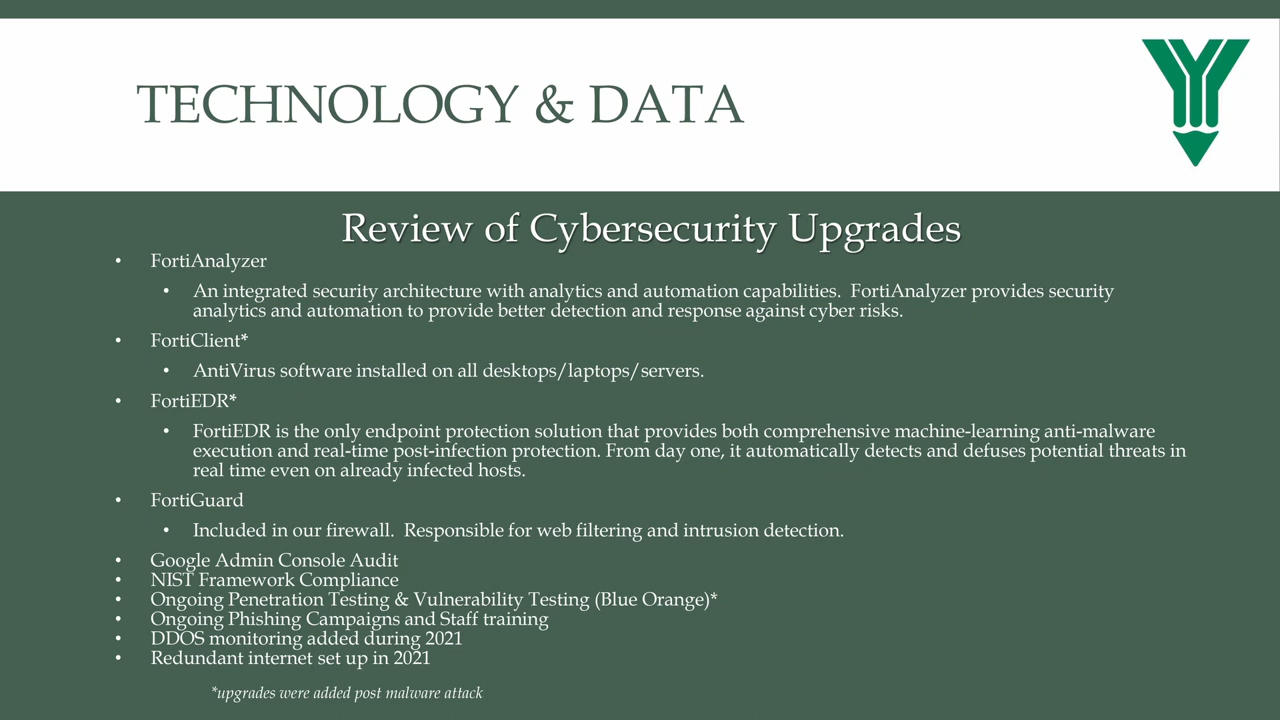 TECHNOLOGY & DATA
Review of Cybersecurity Upgrades
• FortiAnalyzer
• An integrated security architecture with analytics and automation capabilities.  FortiAnalyzer provides security
analytics and automation to provide better detection and response against cyber risks.
• FortiClient*
• AntiVirus software installed on all desktops/laptops/servers.
• FortiEDR*
• FortiEDR is the only endpoint protection solution that provides both comprehensive machine-learning anti-malware
execution and real-time post-infection protection. From day one, it automatically detects and defuses potential threats in
real time even on already infected hosts.
• FortiGuard
• Included in our firewall.  Responsible for web filtering and intrusion detection.
• Google Admin Console Audit
• NIST Framework Compliance
• Ongoing Penetration Testing & Vulnerability Testing (Blue Orange)*
• Ongoing Phishing Campaigns and Staff training
• DDOS monitoring added during 2021
• Redundant internet set up in 2021
*upgrades were added post malware attack